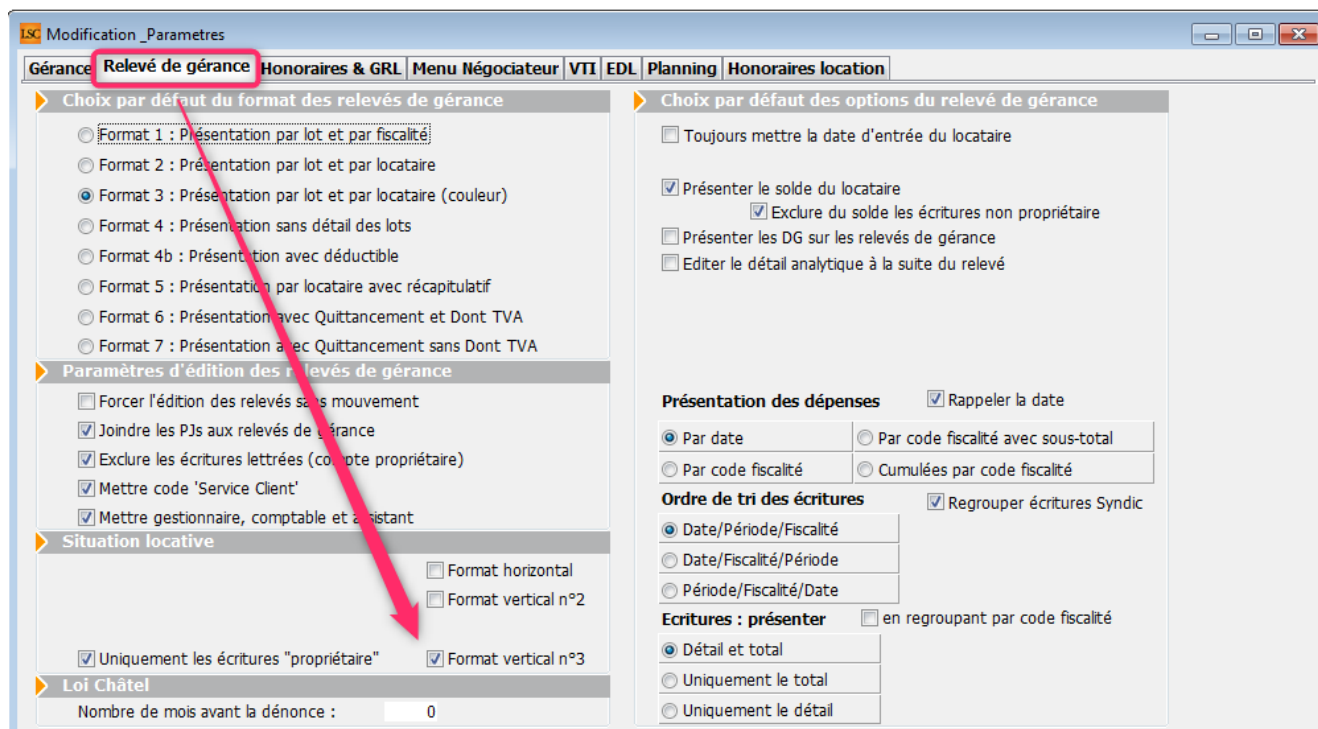 LSC Modification _Parametres
Gérance Relevé de gérance Honoraires & GRL Menu Négociateur VTI EDL Planning Honoraires location
Choix par défaut du format des relevés de gérance
Format 1 : Présentation par lot et par fiscalité
Format 2 : Présentation par lot et par locataire
Format 3 : Présentation par lot et par locataire (couleur)
Format 4 : Présentation sans détail des lots
Format 4b : Présentation avec déductible
Format 5 : Présentation par locataire avec récapitulatif
Format 6 : Présentation avec Quittancement et Dont TVA
Format 7 : Présentation avec Quittancement sans Dont TVA
Paramètres d'édition des relevés de gérance
Forcer l'édition des relevés sans mouvement
Joindre les PJs aux relevés de gérance
Exclure les écritures lettrées (compte propriétaire)
Mettre code 'Service Client'
Mettre gestionnaire, comptable et assistant
Situation locative
Format horizontal
Format vertical n°2
Uniquement les écritures "propriétaire" Format vertical n°3
Loi Châtel
Nombre de mois avant la dénonce : 0
Choix par défaut des options du relevé de gérance
Toujours mettre la date d'entrée du locataire
Présenter le solde du locataire
Exclure du solde les écritures non propriétaire
Présenter les DG sur les relevés de gérance
Editer le détail analytique à la suite du relevé
Présentation des dépenses Rappeler la date
Par date Par code fiscalité avec sous-total
Par code fiscalité Cumulées par code fiscalité
Ordre de tri des écritures Regrouper écritures Syndic
Date/Période/Fiscalité
Date/Fiscalité/Période
Période/Fiscalité/Date
Ecritures : présenter en regroupant par code fiscalité
Détail et total
Uniquement le total
Uniquement le détail